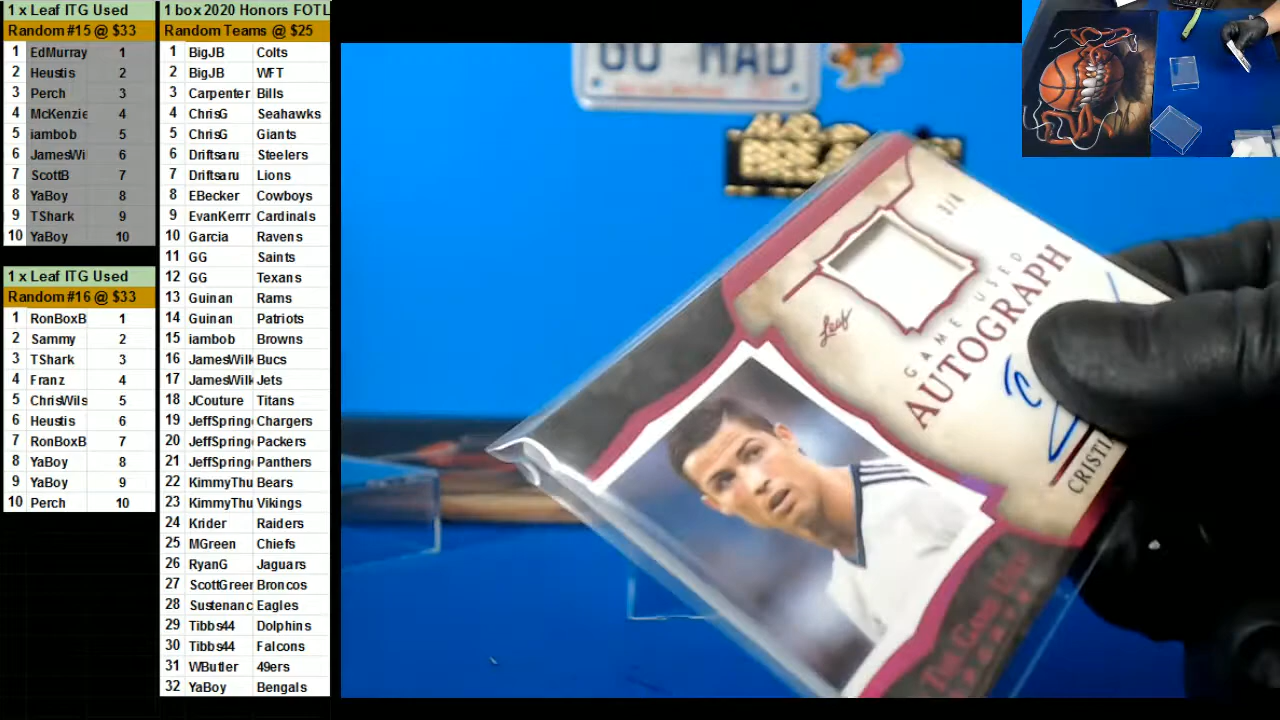 1 x Leaf ITG Used
Random #15 @ $33
1 EdMurray 1
2 Heustis 2
3 Perch 3
4 McKenzie 4
5 iambob 5
6 JamesWi 6
7 ScottB 7
8 YaBoy 8
9 TShark 9
10 YaBoy 10
1 x Leaf ITG Used
Random #16 @ $33
1 RonBoxB 1
2 Sammy 2
3 TShark 3
4 Franz 4
5 ChrisWils 5
6 Heustis 6
7 RonBoxB 7
8 YaBoy 8
9 YaBoy 9
10 Perch 10
1 box 2020 Honors FOTL
Random Teams @ $25
1 BigJB Colts
2 BigJB WFT
3 Carpenter Bills
4 ChrisG Seahawks
5 ChrisG Giants
6 Driftsaru Steelers
7 Driftsaru Lions
8 EBecker Cowboys
9 EvanKerrr Cardinals
10 Garcia Ravens
11 GG Saints
12 GG Texans
13 Guinan Rams
14 Guinan Patriots
15 iambob Browns
16 JamesWilk Bucs
17 JamesWilk Jets
18 JCouture Titans
19 JeffSpring Chargers
20 JeffSpring Packers
21 JeffSpring Panthers
22 KimmyThu Bears
23 KimmyThu Vikings
24 Krider Raiders
25 MGreen Chiefs
26 RyanG Jaguars
27 ScottGreer Broncos
28 Sustenanc Eagles
29 Tibbs44 Dolphins
30 Tibbs44 Falcons
31 WButler 49ers
32 YaBoy Bengals
GO MAD
3/4
Leaf
GAME USED
AUTOGRAPH
CRISTI